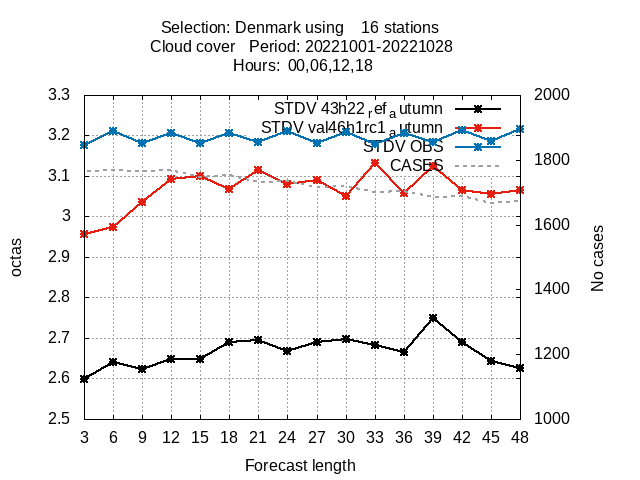 Selection: Denmark using 16 stations
Cloud cover Period: 20221001-20221028
Hours: 00,06,12,18
3.3 2000
STDV 43h22refautumn
STDV val46h1rc1autumn
3.2
STDV OBS
CASES
1800
3.1
3
1600
2.9
octas
No cases
2.8
1400
2.7
1200
2.6
2.5 1000
3 6 9 12 15 18 21 24 27 30 33 36 39 42 45 48
Forecast length